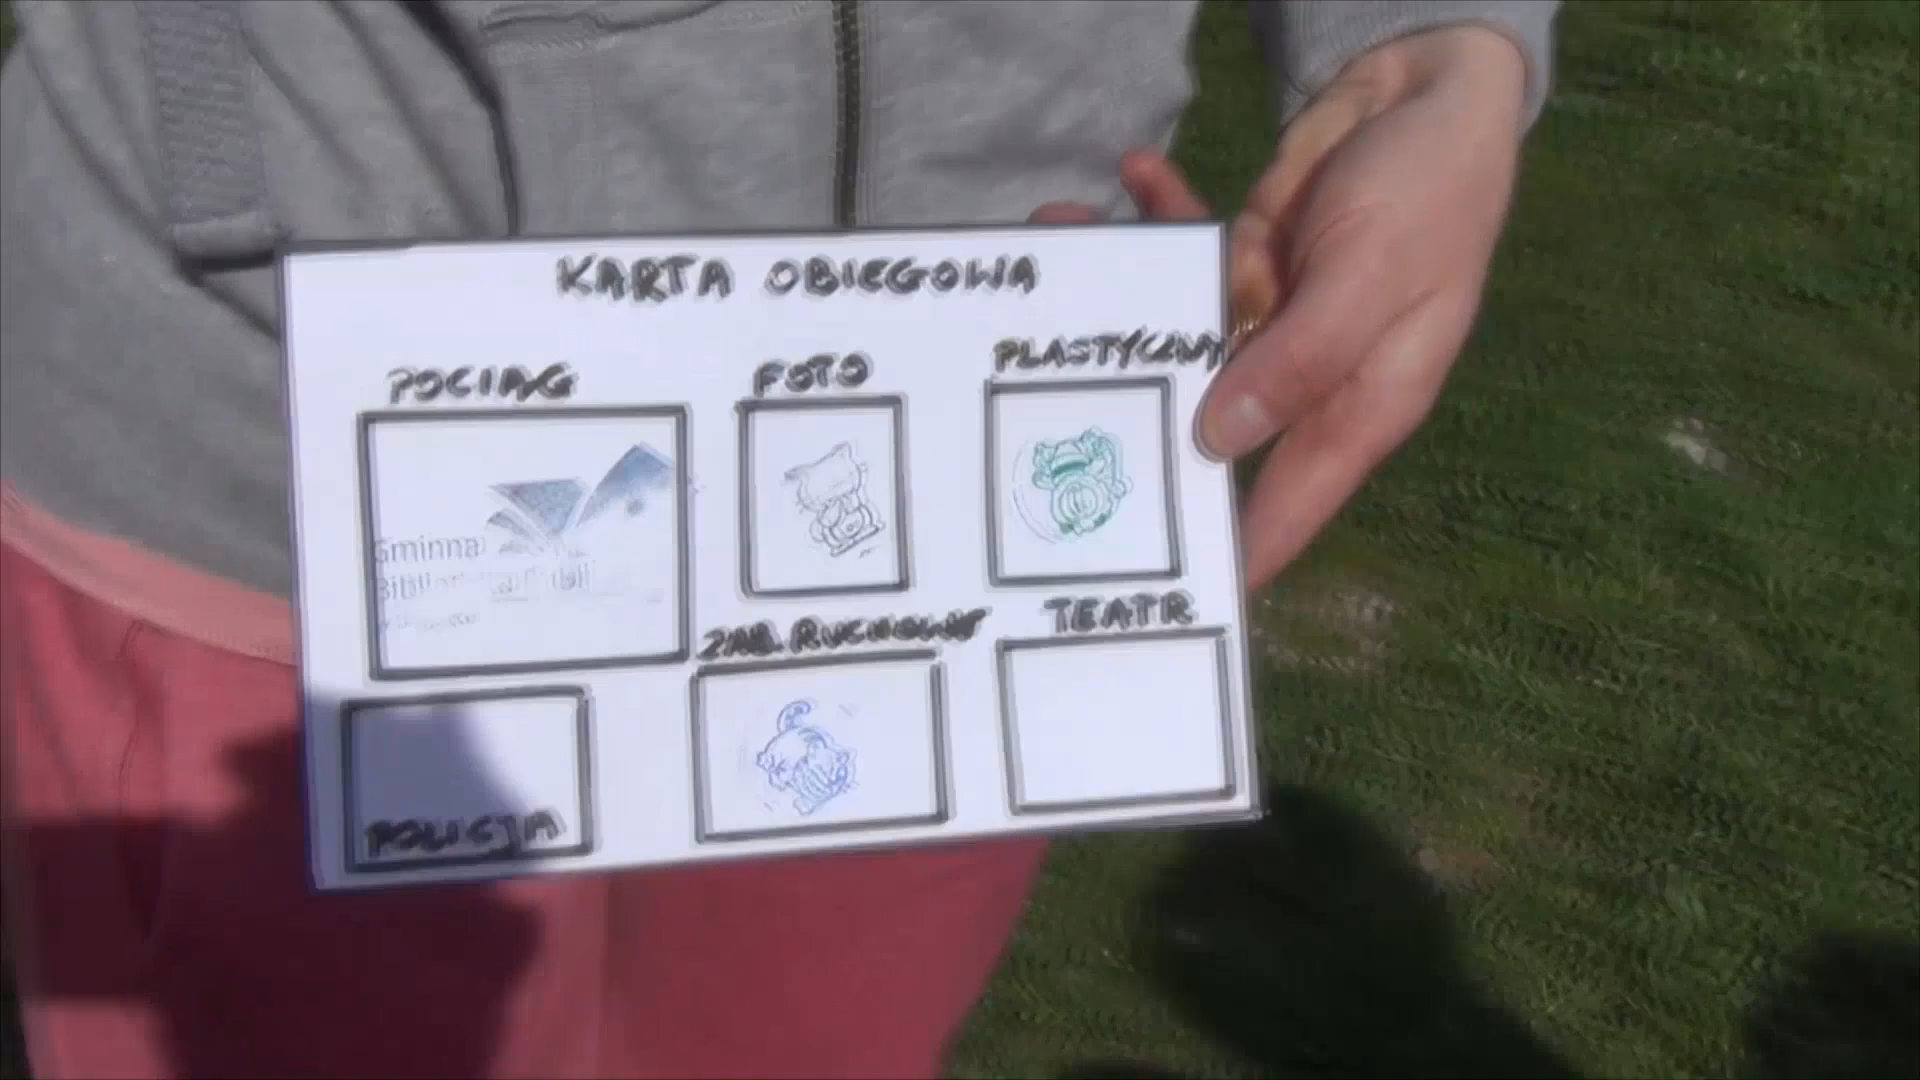 KARTA OBIEGOWA
POCIĄG
FOTO
PLASTYCZNY
Gminna
ZAB. RUCHOWE
TEATR
POLICJA